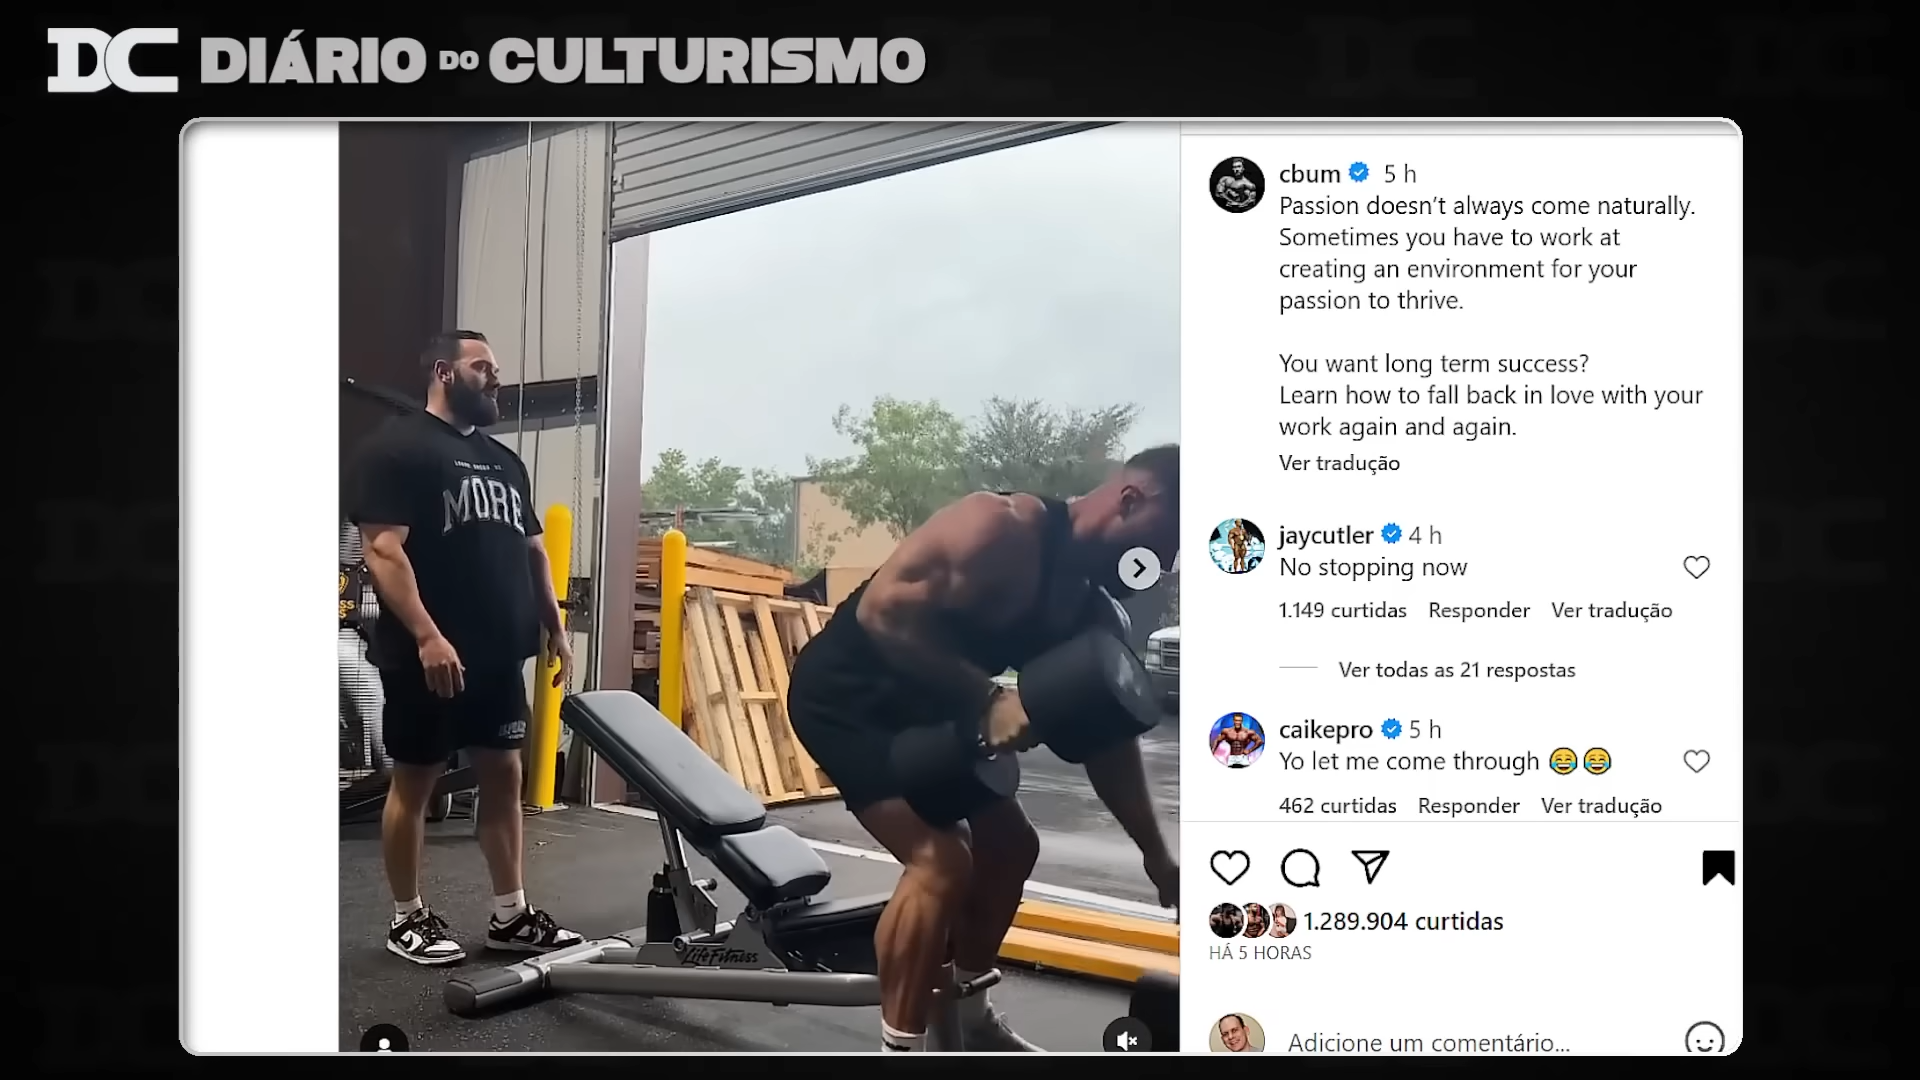 DC DIÁRIO DO CULTURISMO
cbum 5 h
Passion doesn’t always come naturally.
Sometimes you have to work at
creating an environment for your
passion to thrive.
You want long term success?
Learn how to fall back in love with your
work again and again.
Ver tradução
jaycutler 4 h
No stopping now
1.149 curtidas Responder Ver tradução
Ver todas as 21 respostas
caikepro 5 h
Yo let me come through 😂😂
462 curtidas Responder Ver tradução
1.289.904 curtidas
HÁ 5 HORAS
Adicione um comentário...
MORE
LifeFitness